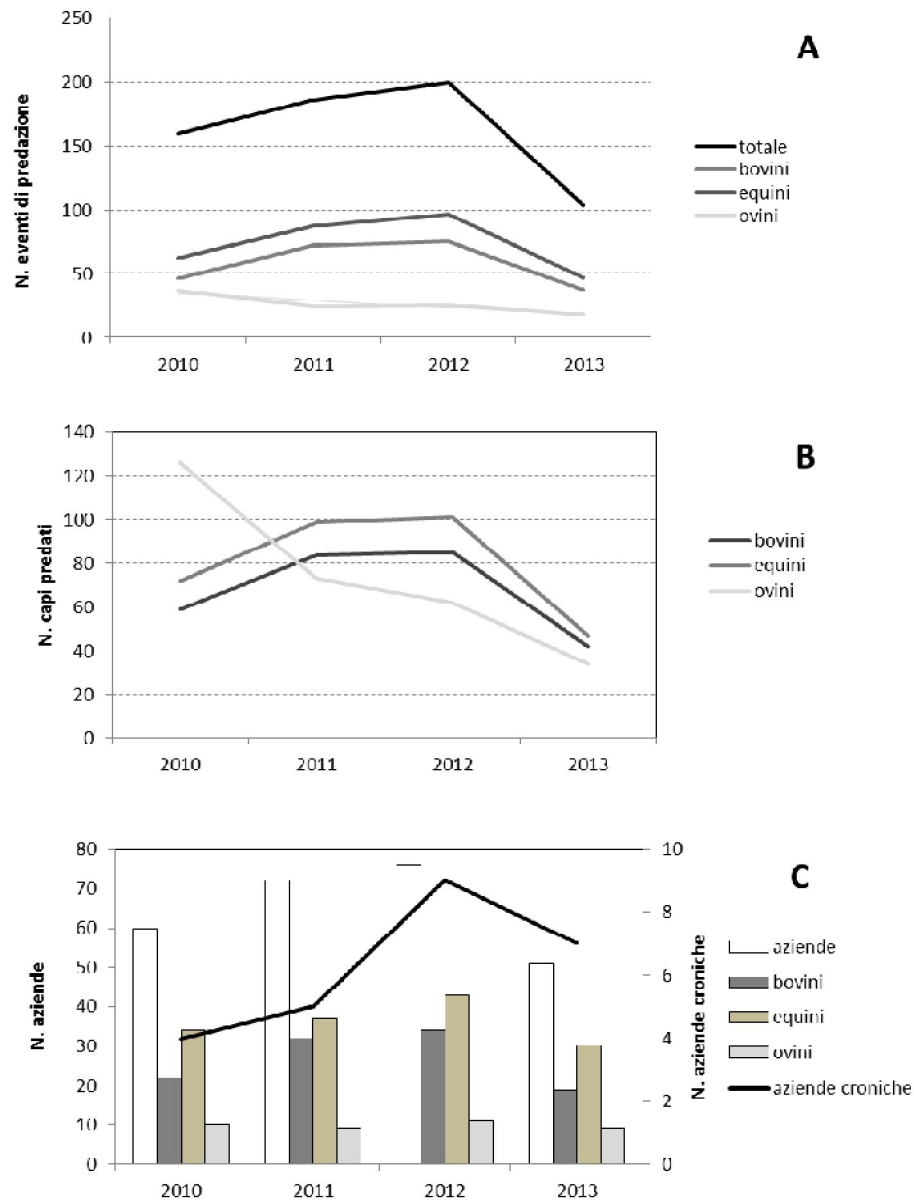 A
N. eventi di predazione
250
200
150
100
50
0
2010 2011 2012 2013
totale
bovini
equini
ovini
B
N. capi predati
140
120
100
80
60
40
20
0
2010 2011 2012 2013
bovini
equini
ovini
C
N. aziende
80
70
60
50
40
30
20
10
0
2010 2011 2012 2013
10
8
6
4
2
0
N. aziende croniche
aziende
bovini
equini
ovini
aziende croniche